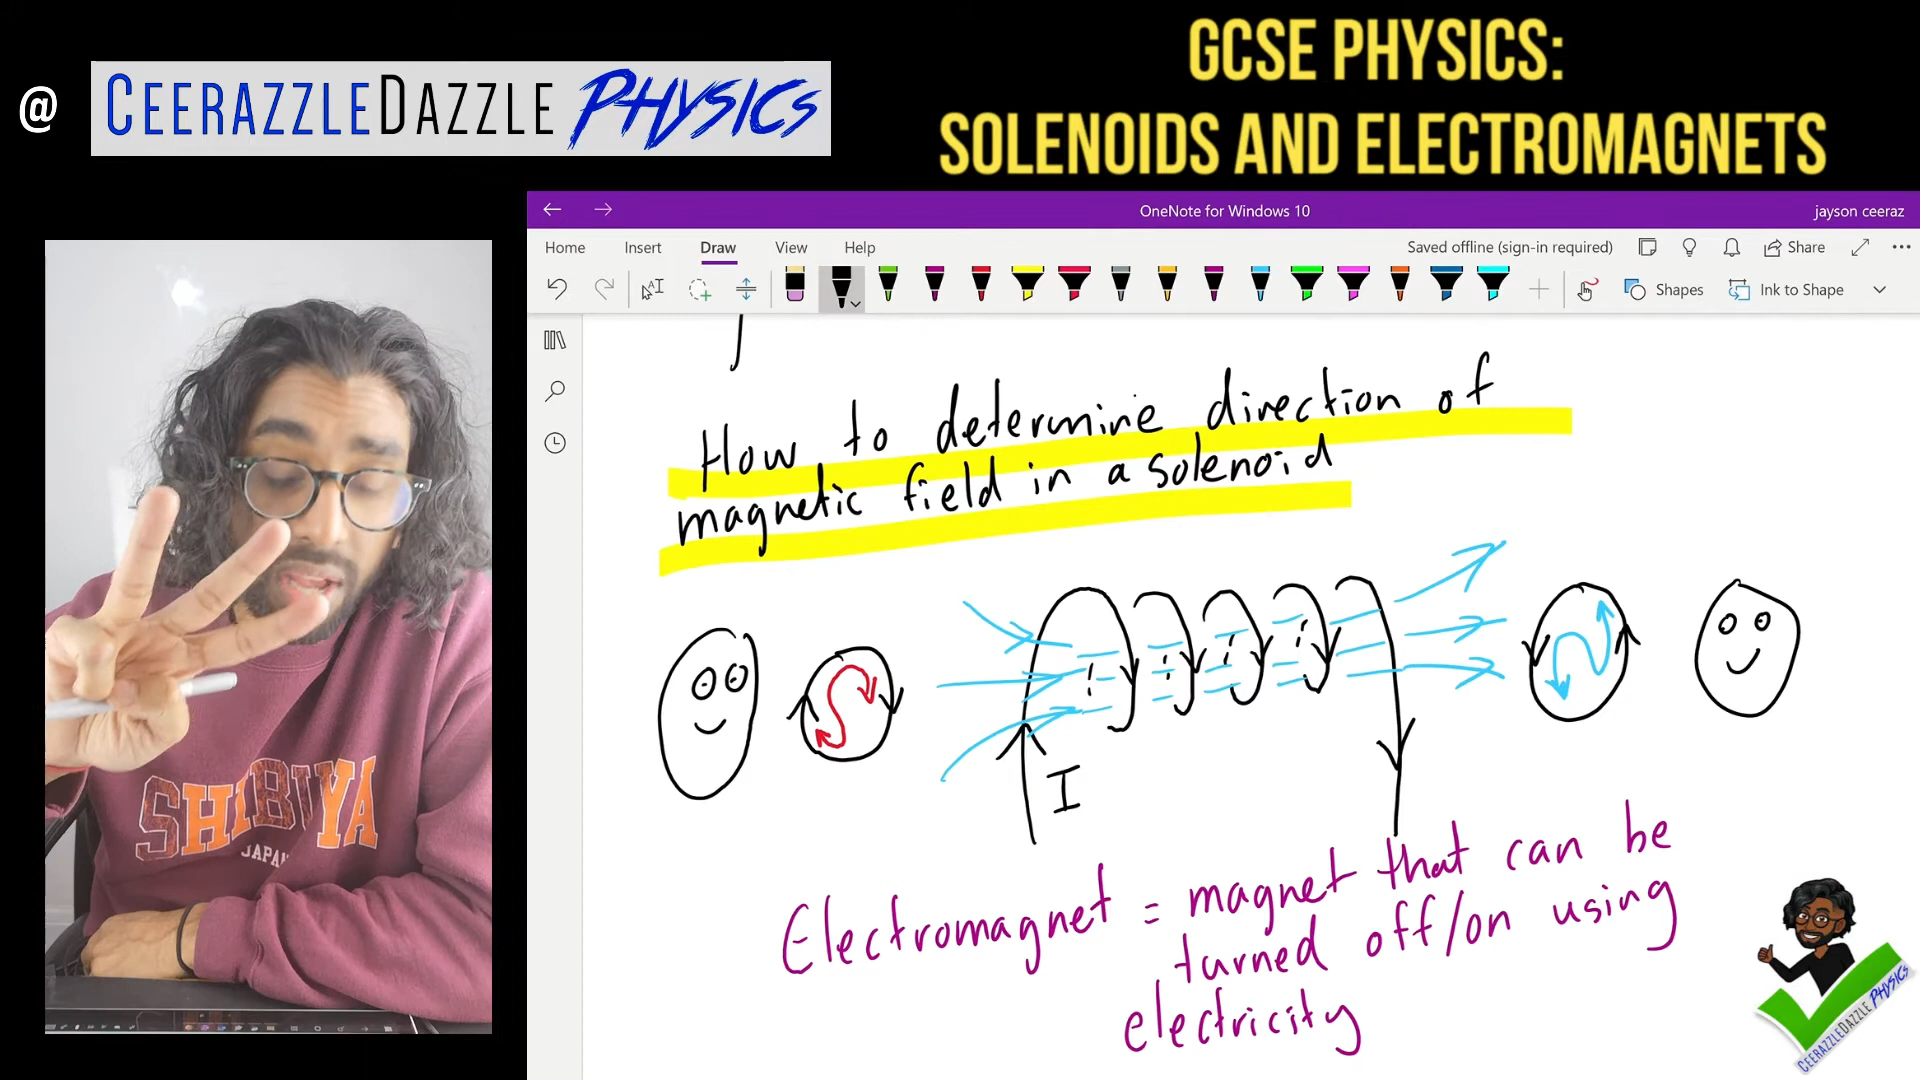 GCSE PHYSICS:
@ CEERAZZLEDAZZLE PHYSICS
SOLENOIDS AND ELECTROMAGNETS
OneNote for Windows 10
jayson ceeraz
Home Insert Draw View Help
Saved offline (sign-in required)
Share
Shapes
Ink to Shape
How to determine direction of
magnetic field in a solenoid
S
N
I
SHIBUYA
JAPAN
Electromagnet = magnet that can be
turned off/on using
electricity
CEERAZZLEDAZZLE PHYSICS